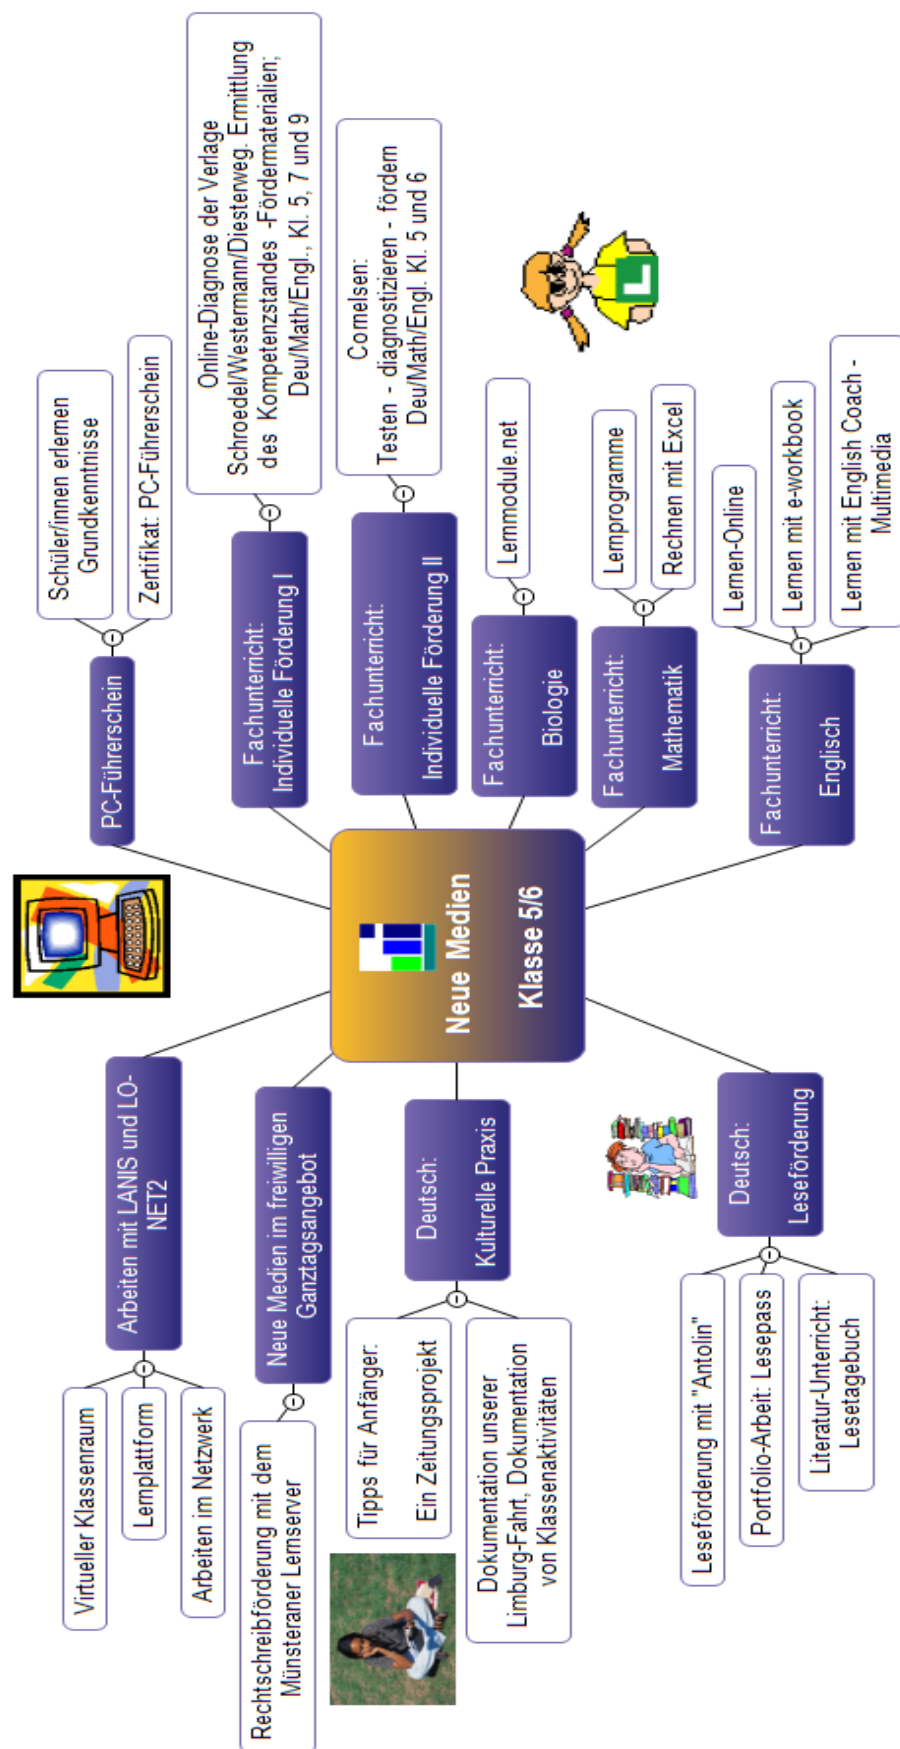 Neue Medien
Klasse 5/6
PC-Führerschein
Schüler/innen erlernen
Grundkenntnisse
Zertifikat: PC-Führerschein
Fachunterricht:
Individuelle Förderung I
Online-Diagnose der Verlage
Schroedel/Westermann/Diesterweg. Ermittlung
des Kompetenzstandes -Fördermaterialien;
Deu/Math/Engl., Kl. 5, 7 und 9
Fachunterricht:
Individuelle Förderung II
Cornelsen:
Testen - diagnostizieren - fördern
Deu/Math/Engl. Kl. 5 und 6
Fachunterricht:
Biologie
Lernmodule.net
Fachunterricht:
Mathematik
Lernprogramme
Rechnen mit Excel
Fachunterricht:
Englisch
Lernen-Online
Lernen mit e-workbook
Lernen mit English Coach -
Multimedia
Arbeiten mit LANIS und LO-
NET2
Virtueller Klassenraum
Lernplattform
Arbeiten im Netzwerk
Neue Medien im freiwilligen
Ganztagsangebot
Rechtschreibförderung mit dem
Münsteraner Lernserver
Deutsch:
Kulturelle Praxis
Tipps für Anfänger:
Ein Zeitungsprojekt
Dokumentation unserer
Limburg-Fahrt, Dokumentation
von Klassenaktivitäten
Deutsch:
Leseförderung
Leseförderung mit "Antolin"
Portfolio-Arbeit: Lesepass
Literatur-Unterricht:
Lesetagebuch
L